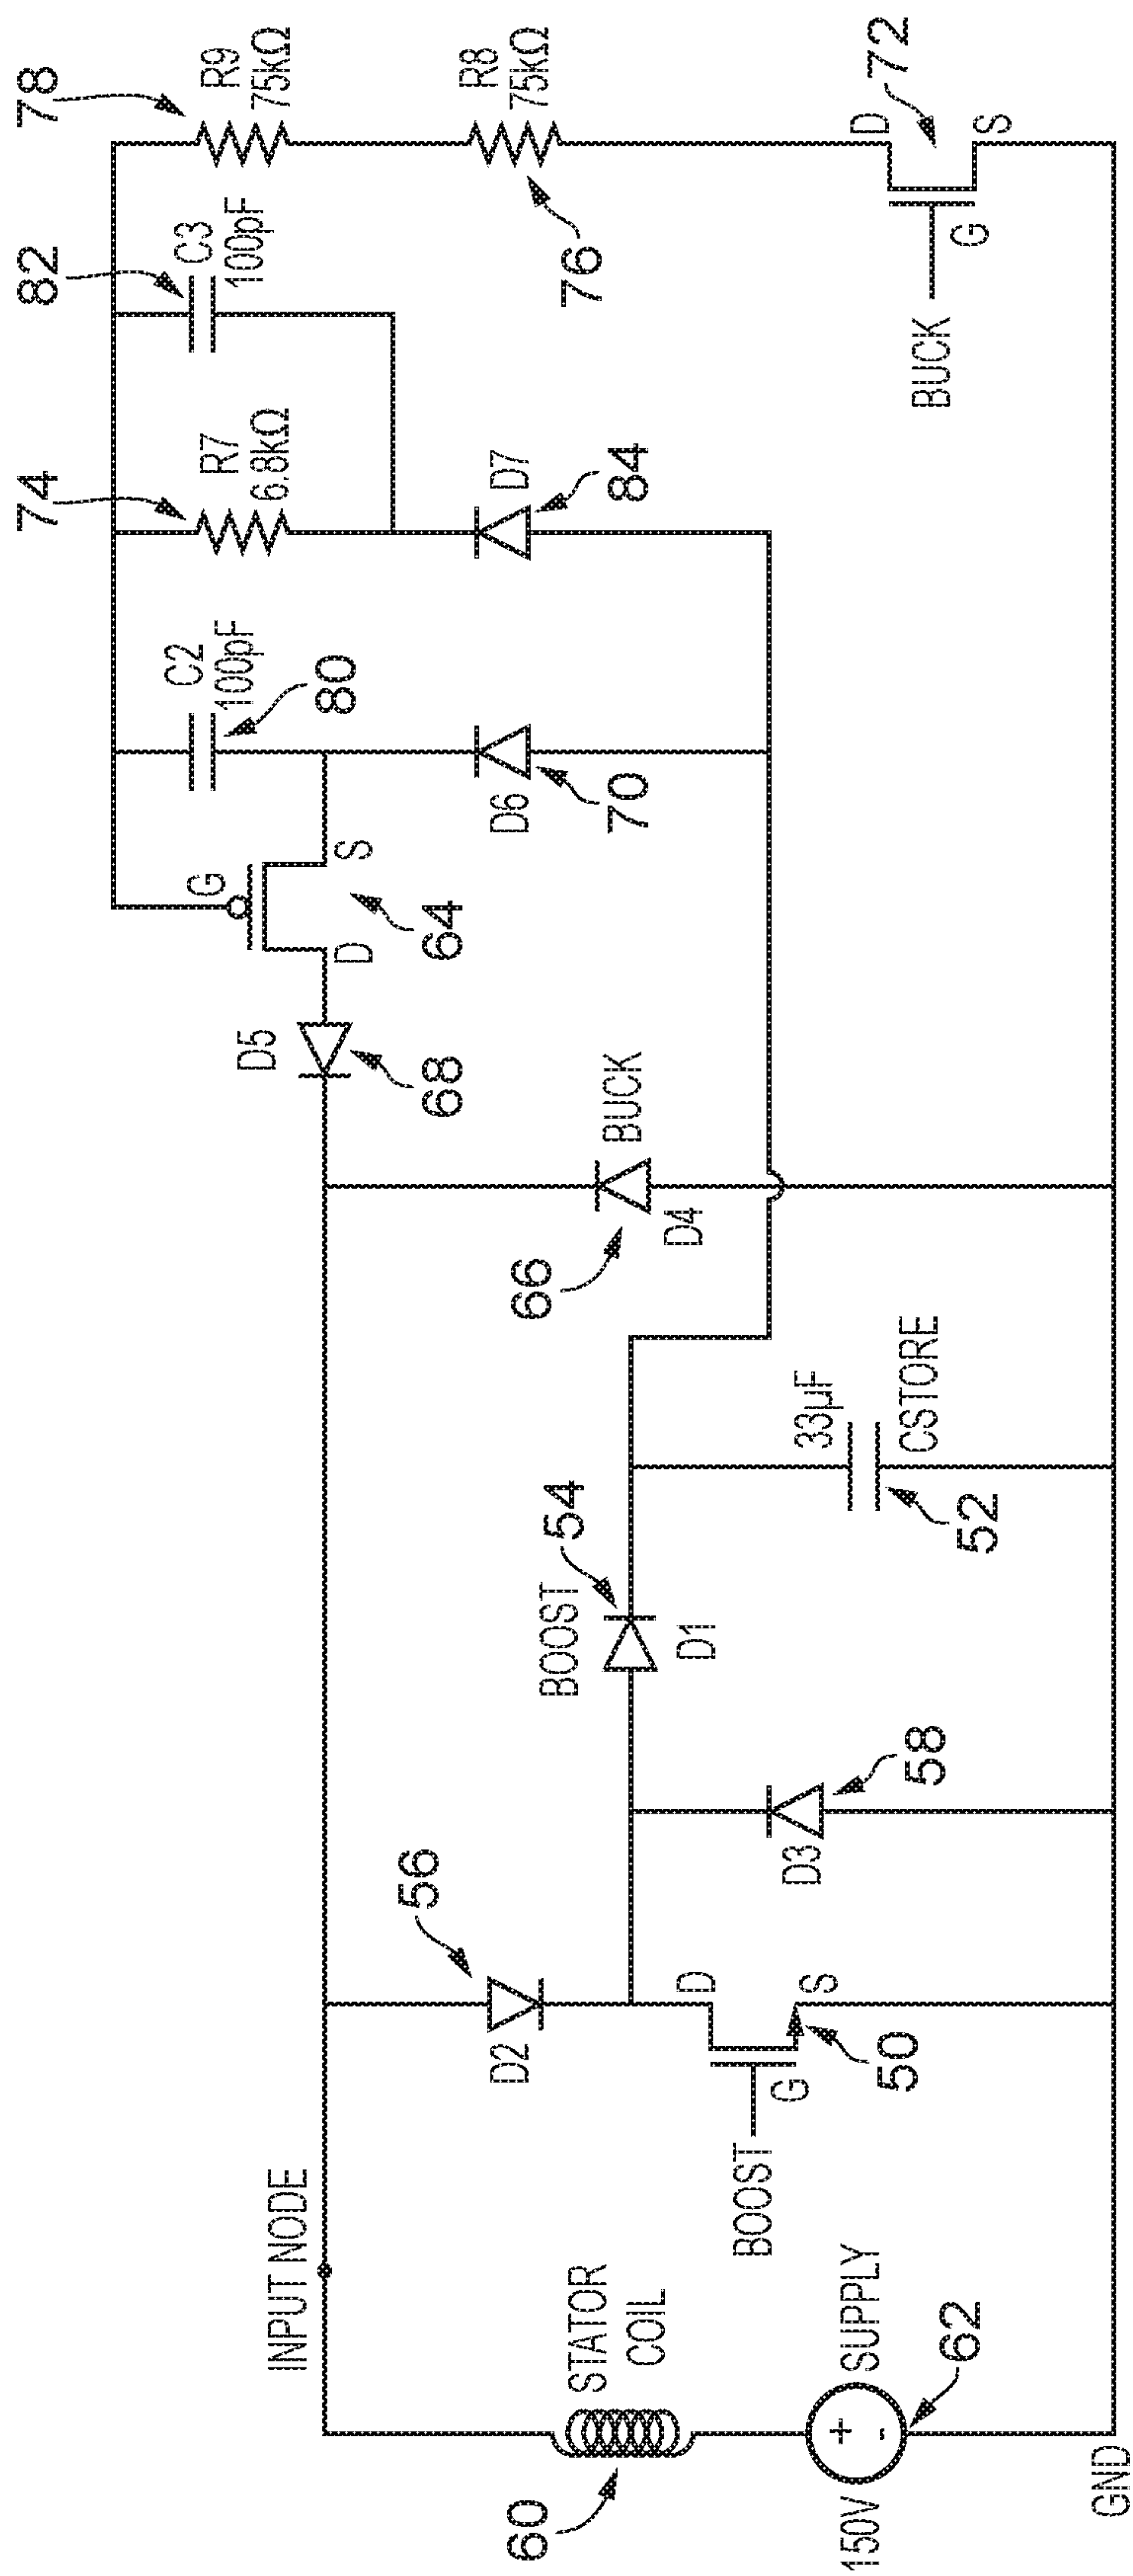 78
R9
75kΩ
R8
75kΩ
76
72
D
S
G
BUCK
82
C3
100pF
74
R7
6.8kΩ
D7
84
C2
100pF
80
D6
70
G
S
D
64
D5
68
BUCK
66
D4
33µF
CSTORE
52
BOOST
54
D1
D3
58
56
D2
D
S
G
50
BOOST
INPUT NODE
STATOR
COIL
60
+
-
SUPPLY
150V
62
GND